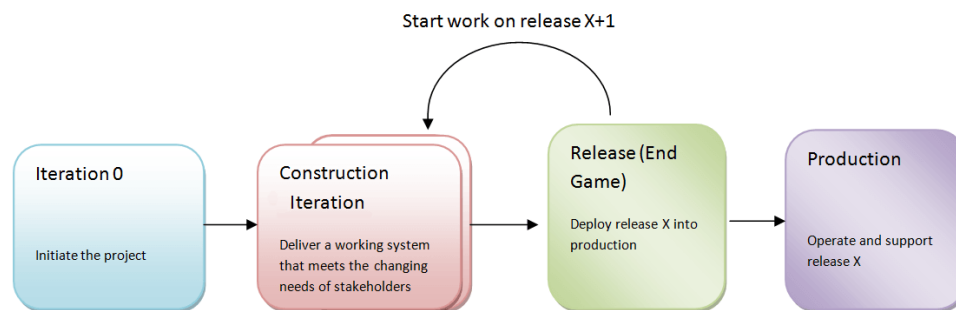 Start work on release X+1
Iteration 0
Initiate the project
Construction
Iteration
Deliver a working system
that meets the changing
needs of stakeholders
Release (End
Game)
Deploy release X into
production
Production
Operate and support
release X